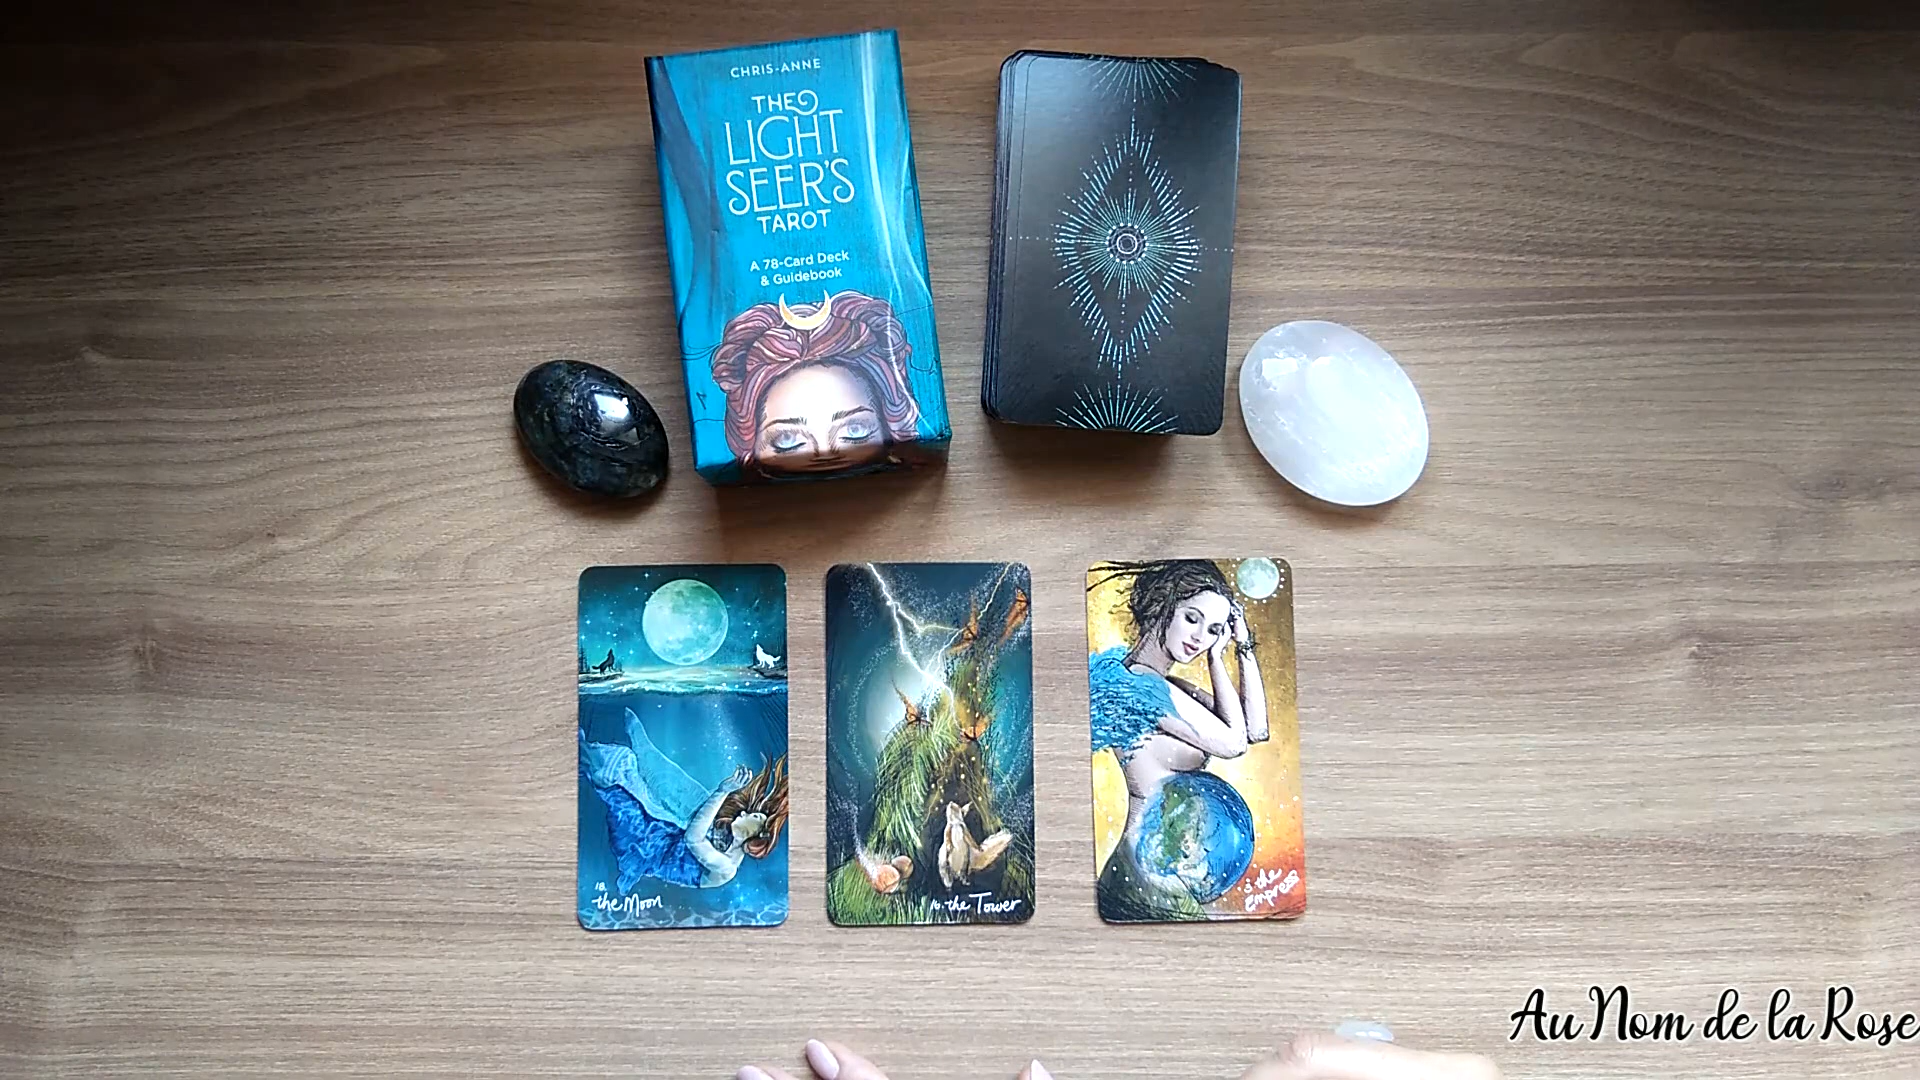 CHRIS-ANNE
THE
LIGHT
SEER'S
TAROT
A 78-Card Deck
& Guidebook
18.
the Moon
16. the Tower
3 the
Empress
Au Nom de la Rose